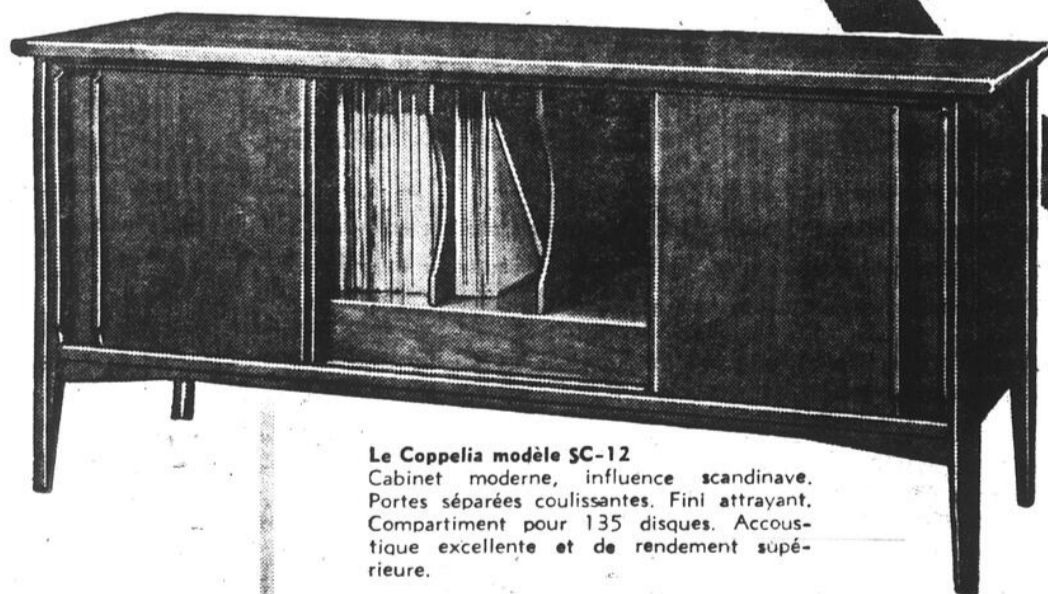 Le Coppelia modèle SC-12
Cabinet moderne, influence scandinave.
Portes séparées coulissantes. Fini attrayant.
Compartiment pour 135 disques. Accous-
tique excellente et de rendement supé-
rieure.